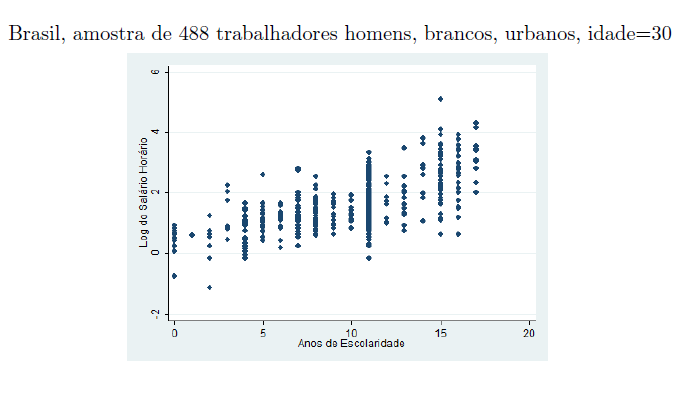 Brasil, amostra de 488 trabalhadores homens, brancos, urbanos, idade=30
6
4
2
0
-2
Log do Salário Horário
0 5 10 15 20
Anos de Escolaridade